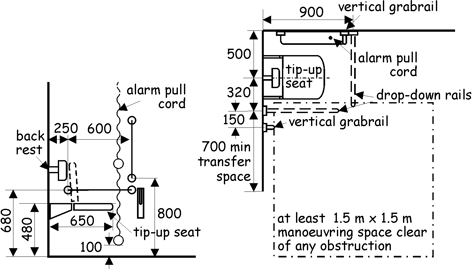 alarm pull
cord
back
rest
250
600
650
tip-up seat
680
480
100
800
900
vertical grabrail
500
320
150
alarm pull
cord
tip-up
seat
drop-down rails
vertical grabrail
700 min
transfer
space
at least 1.5 m x 1.5 m
manoeuvring space clear
of any obstruction